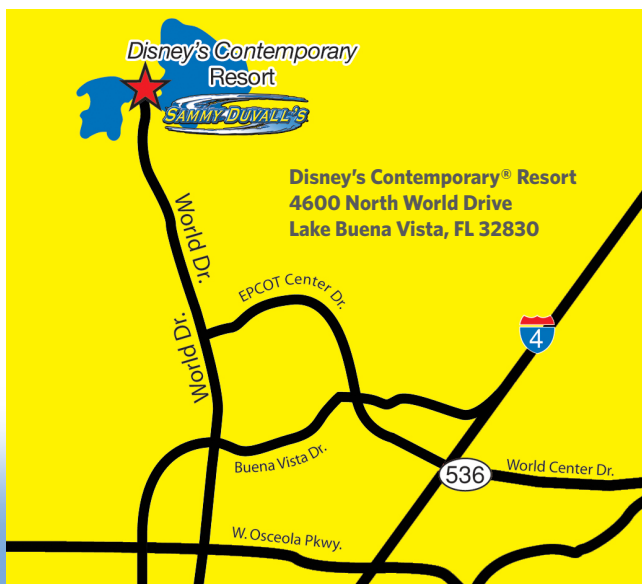 Disney's Contemporary
Resort
SAMMY DUVALL'S
Disney's Contemporary® Resort
4600 North World Drive
Lake Buena Vista, FL 32830
World Dr.
EPCOT Center Dr.
World Dr.
4
Buena Vista Dr.
536
World Center Dr.
W. Osceola Pkwy.